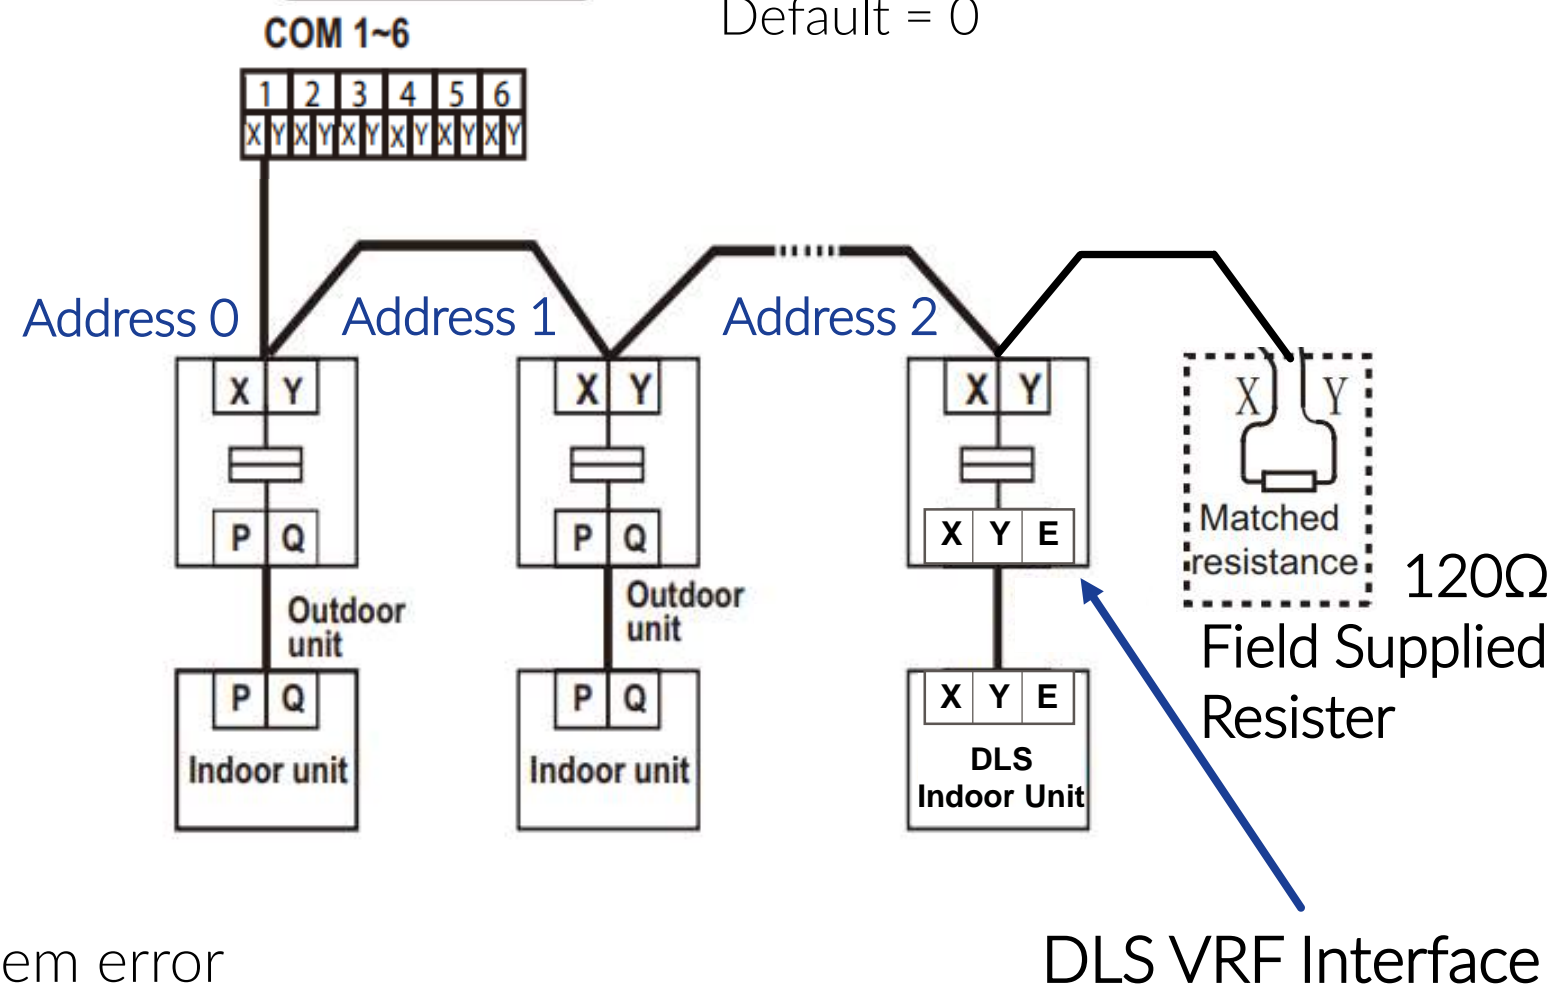 Default = 0
COM 1~6
1 2 3 4 5 6
X Y X Y X Y X Y X Y X Y
Address 0
Address 1
Address 2
X Y
X Y
X Y
X Y
P Q
P Q
X Y E
Matched
resistance
120Ω
Field Supplied
Resister
Outdoor
unit
Outdoor
unit
P Q
Indoor unit
P Q
Indoor unit
X Y E
DLS
Indoor Unit
em error
DLS VRF Interface